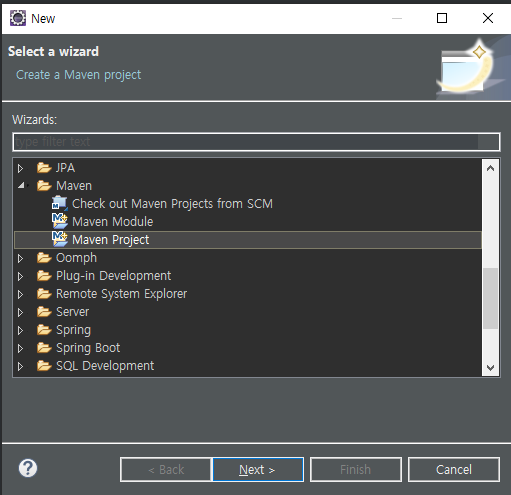 New
Select a wizard
Create a Maven project
Wizards:
type filter text
JPA
Maven
Check out Maven Projects from SCM
Maven Module
Maven Project
Oomph
Plug-in Development
Remote System Explorer
Server
Spring
Spring Boot
SQL Development
? < Back Next > Finish Cancel